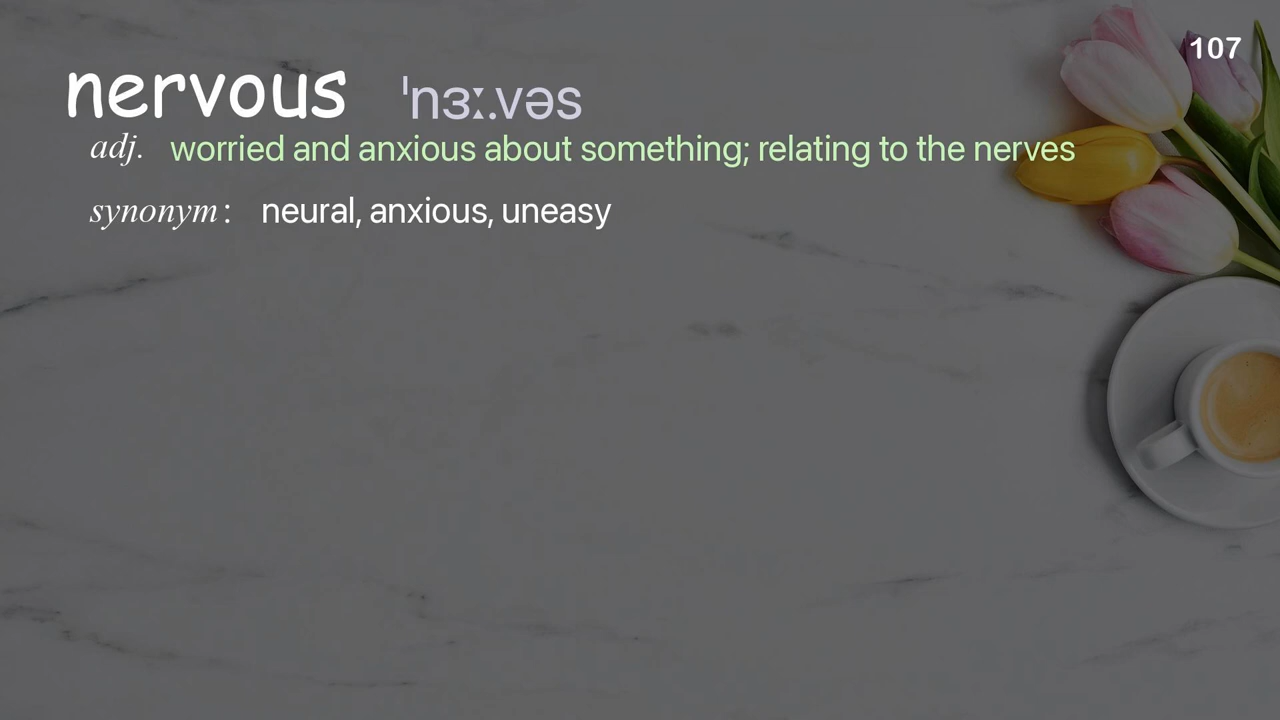 107
nervous ˈnɜː.vəs
adj. worried and anxious about something; relating to the nerves
synonym: neural, anxious, uneasy